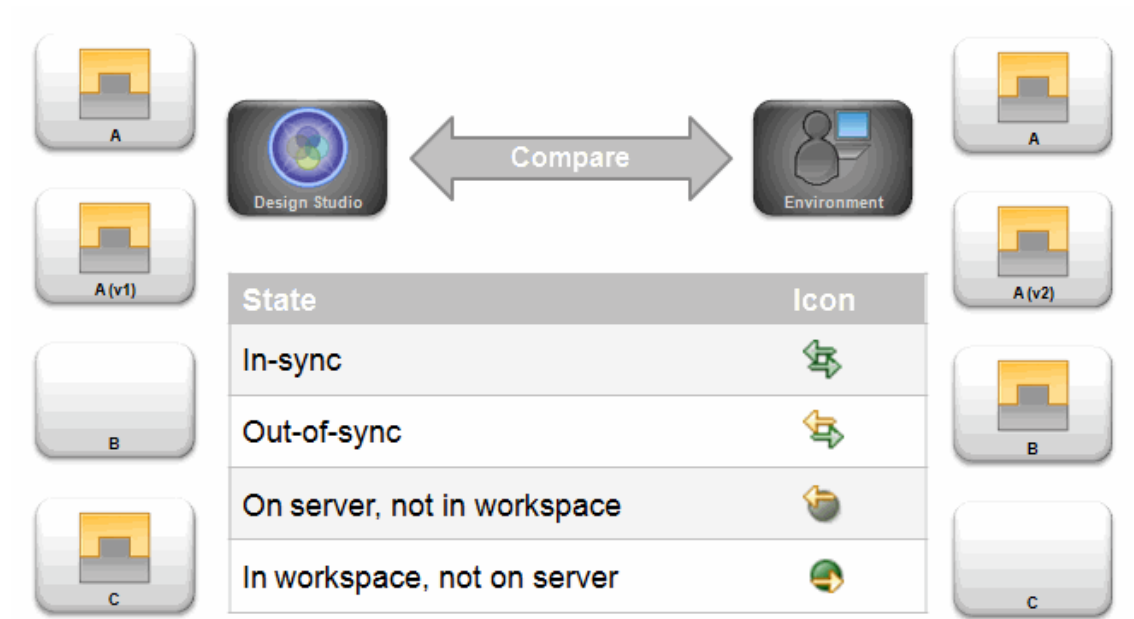 A
A
Compare
Design Studio
Environment
A (v1)
A (v2)
State Icon
In-sync
Out-of-sync
B
B
On server, not in workspace
In workspace, not on server
C
C